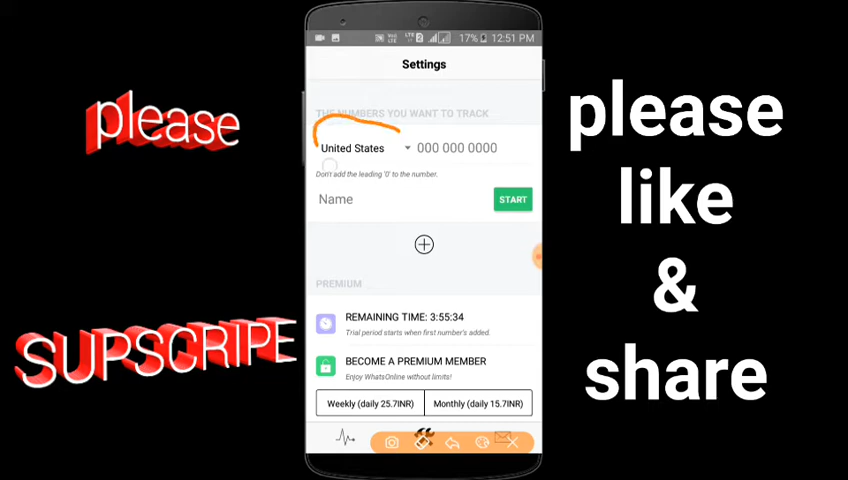 please
SUPSCRIPE
17% 12:51 PM
Settings
THE NUMBERS YOU WANT TO TRACK
United States 000 000 0000
Don't add the leading '0' to the number.
Name START
PREMIUM
REMAINING TIME: 3:55:34
Trial period starts when first number's added.
BECOME A PREMIUM MEMBER
Enjoy WhatsOnline without limits!
Weekly (daily 25.7INR) Monthly (daily 15.7INR)
please
like
&
share